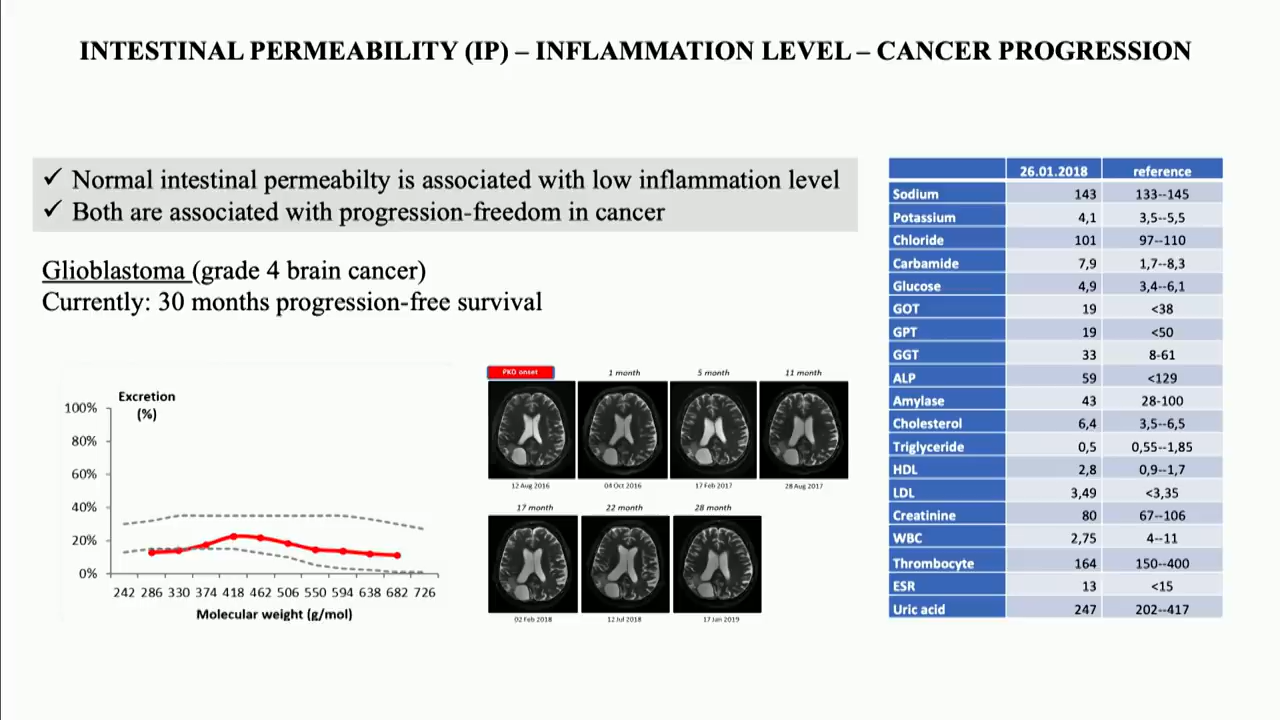 INTESTINAL PERMEABILITY (IP) – INFLAMMATION LEVEL – CANCER PROGRESSION
✓ Normal intestinal permeabilty is associated with low inflammation level
✓ Both are associated with progression-freedom in cancer
Glioblastoma (grade 4 brain cancer)
Currently: 30 months progression-free survival
Excretion
(%)
100%
80%
60%
40%
20%
0%
242 286 330 374 418 462 506 550 594 638 682 726
Molecular weight (g/mol)
PKD onset 1 month 5 month 11 month
12 Aug 2016 04 Oct 2016 17 Feb 2017 28 Aug 2017
17 month 22 month 28 month
02 Feb 2018 12 Jul 2018 17 Jan 2019
26.01.2018 reference
Sodium 143 133--145
Potassium 4,1 3,5--5,5
Chloride 101 97--110
Carbamide 7,9 1,7--8,3
Glucose 4,9 3,4--6,1
GOT 19 <38
GPT 19 <50
GGT 33 8-61
ALP 59 <129
Amylase 43 28-100
Cholesterol 6,4 3,5--6,5
Triglyceride 0,5 0,55--1,85
HDL 2,8 0,9--1,7
LDL 3,49 <3,35
Creatinine 80 67--106
WBC 2,75 4--11
Thrombocyte 164 150--400
ESR 13 <15
Uric acid 247 202--417